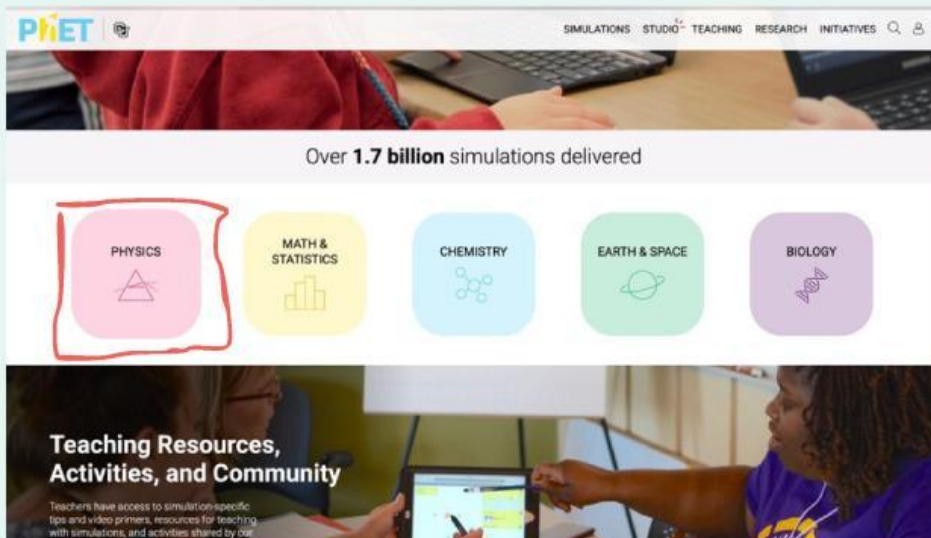 PhET
SIMULATIONS STUDIO TEACHING RESEARCH INITIATIVES
Over 1.7 billion simulations delivered
PHYSICS
MATH &
STATISTICS
CHEMISTRY
EARTH & SPACE
BIOLOGY
Teaching Resources,
Activities, and Community
Teachers have access to simulation-specific
tips and video primers, resources for teaching
with simulations, and activities shared by our